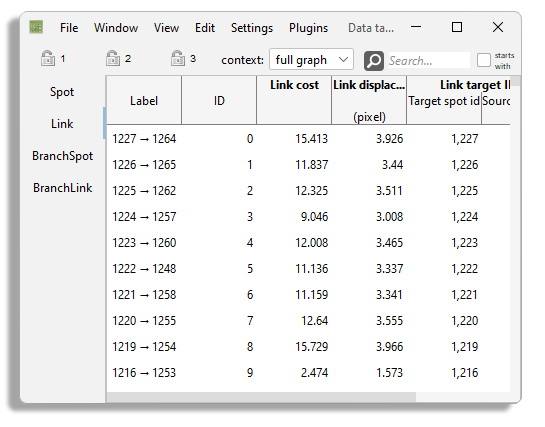 File Window View Edit Settings Plugins Data ta...
1 2 3 context: full graph Search... starts with
Spot
Link
BranchSpot
BranchLink
Link cost Link displac... Link target I
Label ID (pixel) Target spot id Sourc
1227 → 1264 0 15.413 3.926 1,227
1226 → 1265 1 11.837 3.44 1,226
1225 → 1262 2 12.325 3.511 1,225
1224 → 1257 3 9.046 3.008 1,224
1223 → 1260 4 12.008 3.465 1,223
1222 → 1248 5 11.136 3.337 1,222
1221 → 1258 6 11.159 3.341 1,221
1220 → 1255 7 12.64 3.555 1,220
1219 → 1254 8 15.729 3.966 1,219
1216 → 1253 9 2.474 1.573 1,216